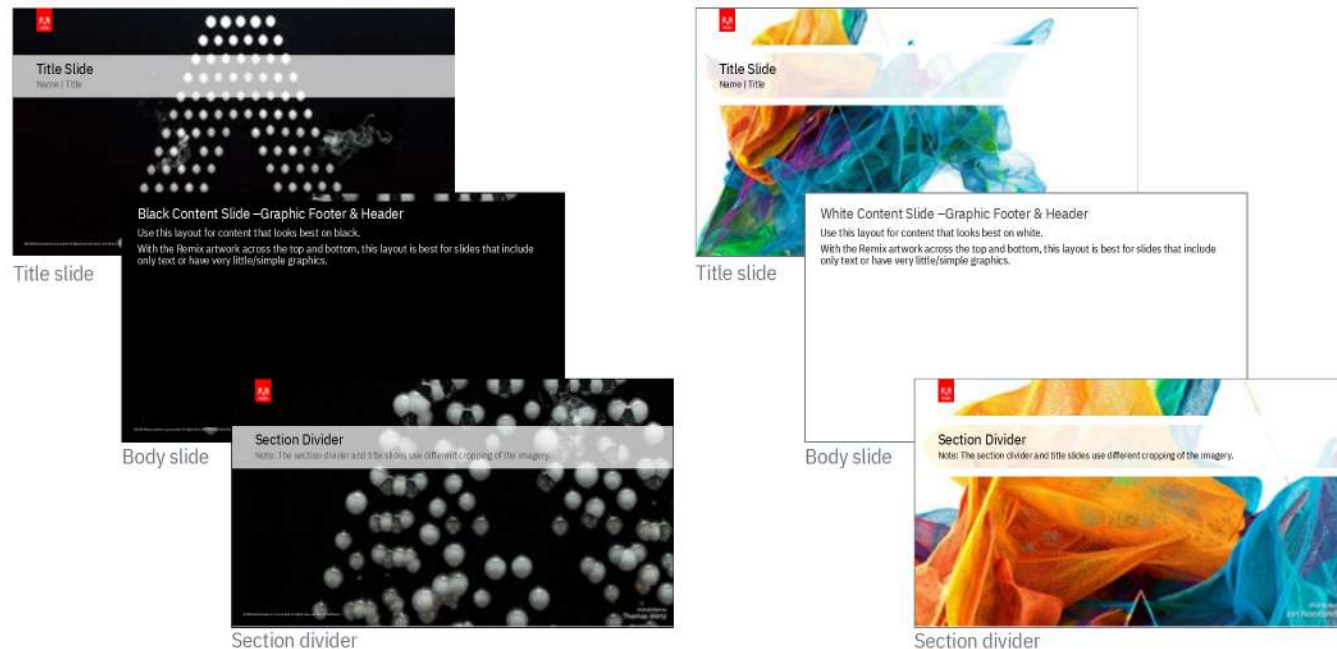 Title Slide
Name | Title
Title slide
Black Content Slide –Graphic Footer & Header
Use this layout for content that looks best on black.
With the Remix artwork across the top and bottom, this layout is best for slides that include
only text or have very little/simple graphics.
Body slide
Section Divider
Note: The section divider and title slides use different cropping of the imagery.
Section divider
Title Slide
Name | Title
Title slide
White Content Slide –Graphic Footer & Header
Use this layout for content that looks best on white.
With the Remix artwork across the top and bottom, this layout is best for slides that include
only text or have very little/simple graphics.
Body slide
Section Divider
Note: The section divider and title slides use different cropping of the imagery.
Section divider